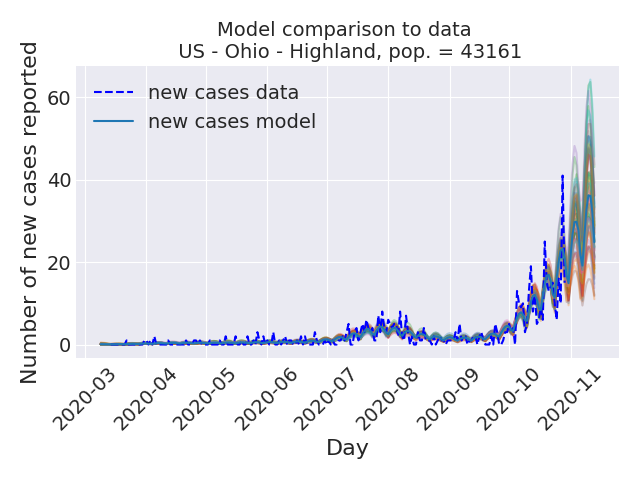 Model comparison to data
US - Ohio - Highland, pop. = 43161
Number of new cases reported
60
40
20
0
new cases data
new cases model
2020-03
2020-04
2020-05
2020-06
2020-07
2020-08
2020-09
2020-10
2020-11
Day